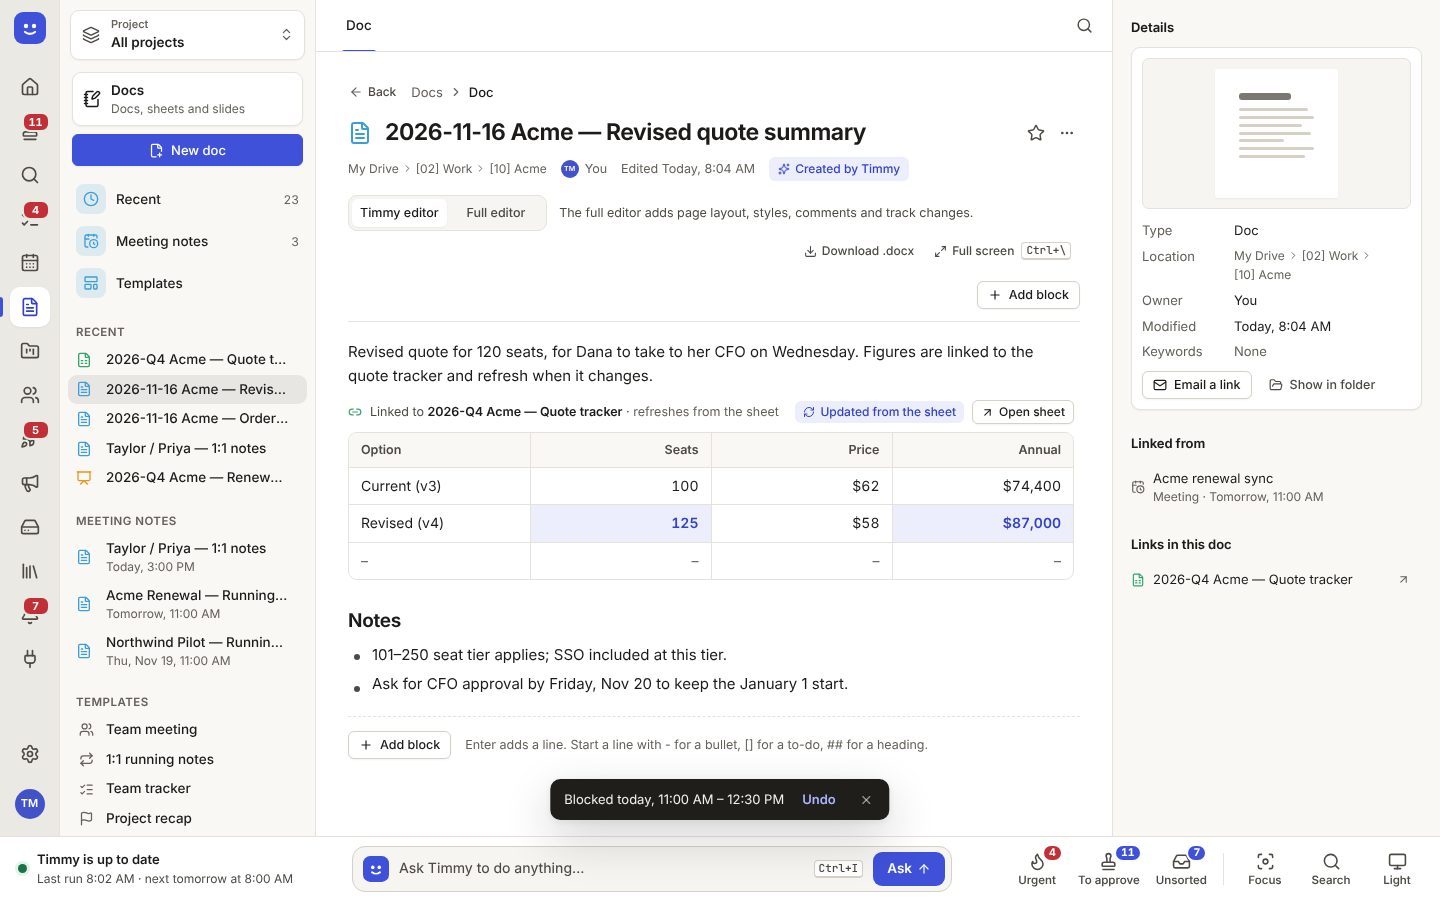 Project
All projects
Docs
Docs, sheets and slides
New doc
Recent 23
Meeting notes 3
Templates
RECENT
2026-Q4 Acme — Quote t...
2026-11-16 Acme — Revis...
2026-11-16 Acme — Order...
Taylor / Priya — 1:1 notes
2026-Q4 Acme — Renew...
MEETING NOTES
Taylor / Priya — 1:1 notes
Today, 3:00 PM
Acme Renewal — Running...
Tomorrow, 11:00 AM
Northwind Pilot — Runnin...
Thu, Nov 19, 11:00 AM
TEMPLATES
Team meeting
1:1 running notes
Team tracker
Project recap
11
4
5
7
TM
Doc
Back Docs > Doc
2026-11-16 Acme — Revised quote summary
My Drive > [02] Work > [10] Acme TM You Edited Today, 8:04 AM Created by Timmy
Timmy editor Full editor The full editor adds page layout, styles, comments and track changes.
Download .docx Full screen Ctrl+\
Add block
Revised quote for 120 seats, for Dana to take to her CFO on Wednesday. Figures are linked to the
quote tracker and refresh when it changes.
Linked to 2026-Q4 Acme — Quote tracker · refreshes from the sheet Updated from the sheet Open sheet
Option Seats Price Annual
Current (v3) 100 $62 $74,400
Revised (v4) 125 $58 $87,000
– – – –
Notes
• 101–250 seat tier applies; SSO included at this tier.
• Ask for CFO approval by Friday, Nov 20 to keep the January 1 start.
Add block Enter adds a line. Start a line with - for a bullet, [] for a to-do, ## for a heading.
Blocked today, 11:00 AM – 12:30 PM Undo
Details
Type Doc
Location My Drive > [02] Work >
[10] Acme
Owner You
Modified Today, 8:04 AM
Keywords None
Email a link Show in folder
Linked from
Acme renewal sync
Meeting · Tomorrow, 11:00 AM
Links in this doc
2026-Q4 Acme — Quote tracker
Timmy is up to date
Last run 8:02 AM · next tomorrow at 8:00 AM
Ask Timmy to do anything... Ctrl+I Ask
4 11 7
Urgent To approve Unsorted Focus Search Light